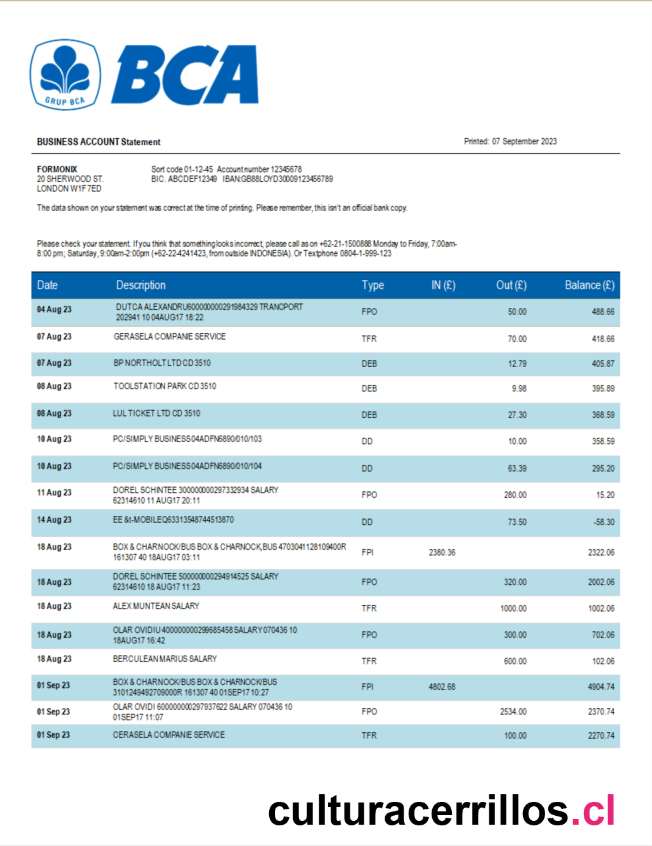 GRUP BCA
BCA
BUSINESS ACCOUNT Statement Printed: 07 September 2023
FORMONIX Sort code 01-12-45 Account number 12345678
20 SHERWOOD ST. BIC: ABCDEF12349 IBAN:GB88LOYD30009123456789
LONDON W1F 7ED
The data shown on your statement was correct at the time of printing. Please remember, this isn't an official bank copy.
Please check your statement. If you think that something looks incorrect, please call as on +62-21-1500888 Monday to Friday, 7:00am-
8:00 pm; Saturday, 9:00am-2:00pm (+62-22-4241423, from outside INDONESIA). Or Textphone 0804-1-999-123
Date Description Type IN (£) Out (£) Balance (£)
04 Aug 23 DUTCA ALEXANDRU600000000291984329 TRANCPORT FPO 50.00 488.66
202941 10 04AUG17 18:22
07 Aug 23 GERASELA COMPANIE SERVICE TFR 70.00 418.66
07 Aug 23 BP NORTHOLT LTD CD 3510 DEB 12.79 405.87
08 Aug 23 TOOLSTATION PARK CD 3510 DEB 9.98 395.89
08 Aug 23 LUL TICKET LTD CD 3510 DEB 27.30 368.59
10 Aug 23 PC/SIMPLY BUSINESS04ADFN6890/010/103 DD 10.00 358.59
10 Aug 23 PC/SIMPLY BUSINESS04ADFN6890/010/104 DD 63.39 295.20
11 Aug 23 DOREL SCHINTEE 300000000297332934 SALARY FPO 280.00 15.20
62314610 11 AUG17 20:11
14 Aug 23 EE &t-MOBILEQ63313548744513870 DD 73.50 -58.30
18 Aug 23 BOX & CHARNOCK/BUS BOX & CHARNOCK,BUS 4703041128109400R FPI 2380.36 2322.06
161307 40 18AUG17 03:11
18 Aug 23 DOREL SCHINTEE 500000000294914525 SALARY FPO 320.00 2002.06
62314610 18 AUG17 11:23
18 Aug 23 ALEX MUNTEAN SALARY TFR 1000.00 1002.06
18 Aug 23 OLAR OVIDIU 400000000299685458 SALARY 070436 10 FPO 300.00 702.06
18AUG17 16:42
18 Aug 23 BERCULEAN MARIUS SALARY TFR 600.00 102.06
01 Sep 23 BOX & CHARNOCK/BUS BOX & CHARNOCK/BUS FPI 4802.68 4904.74
3101249492709000R 161307 40 01SEP17 10:27
01 Sep 23 OLAR OVIDI 600000000297937622 SALARY 070436 10 FPO 2534.00 2370.74
01SEP17 11:07
01 Sep 23 CERASELA COMPANIE SERVICE TFR 100.00 2270.74
culturacerrillos.cl